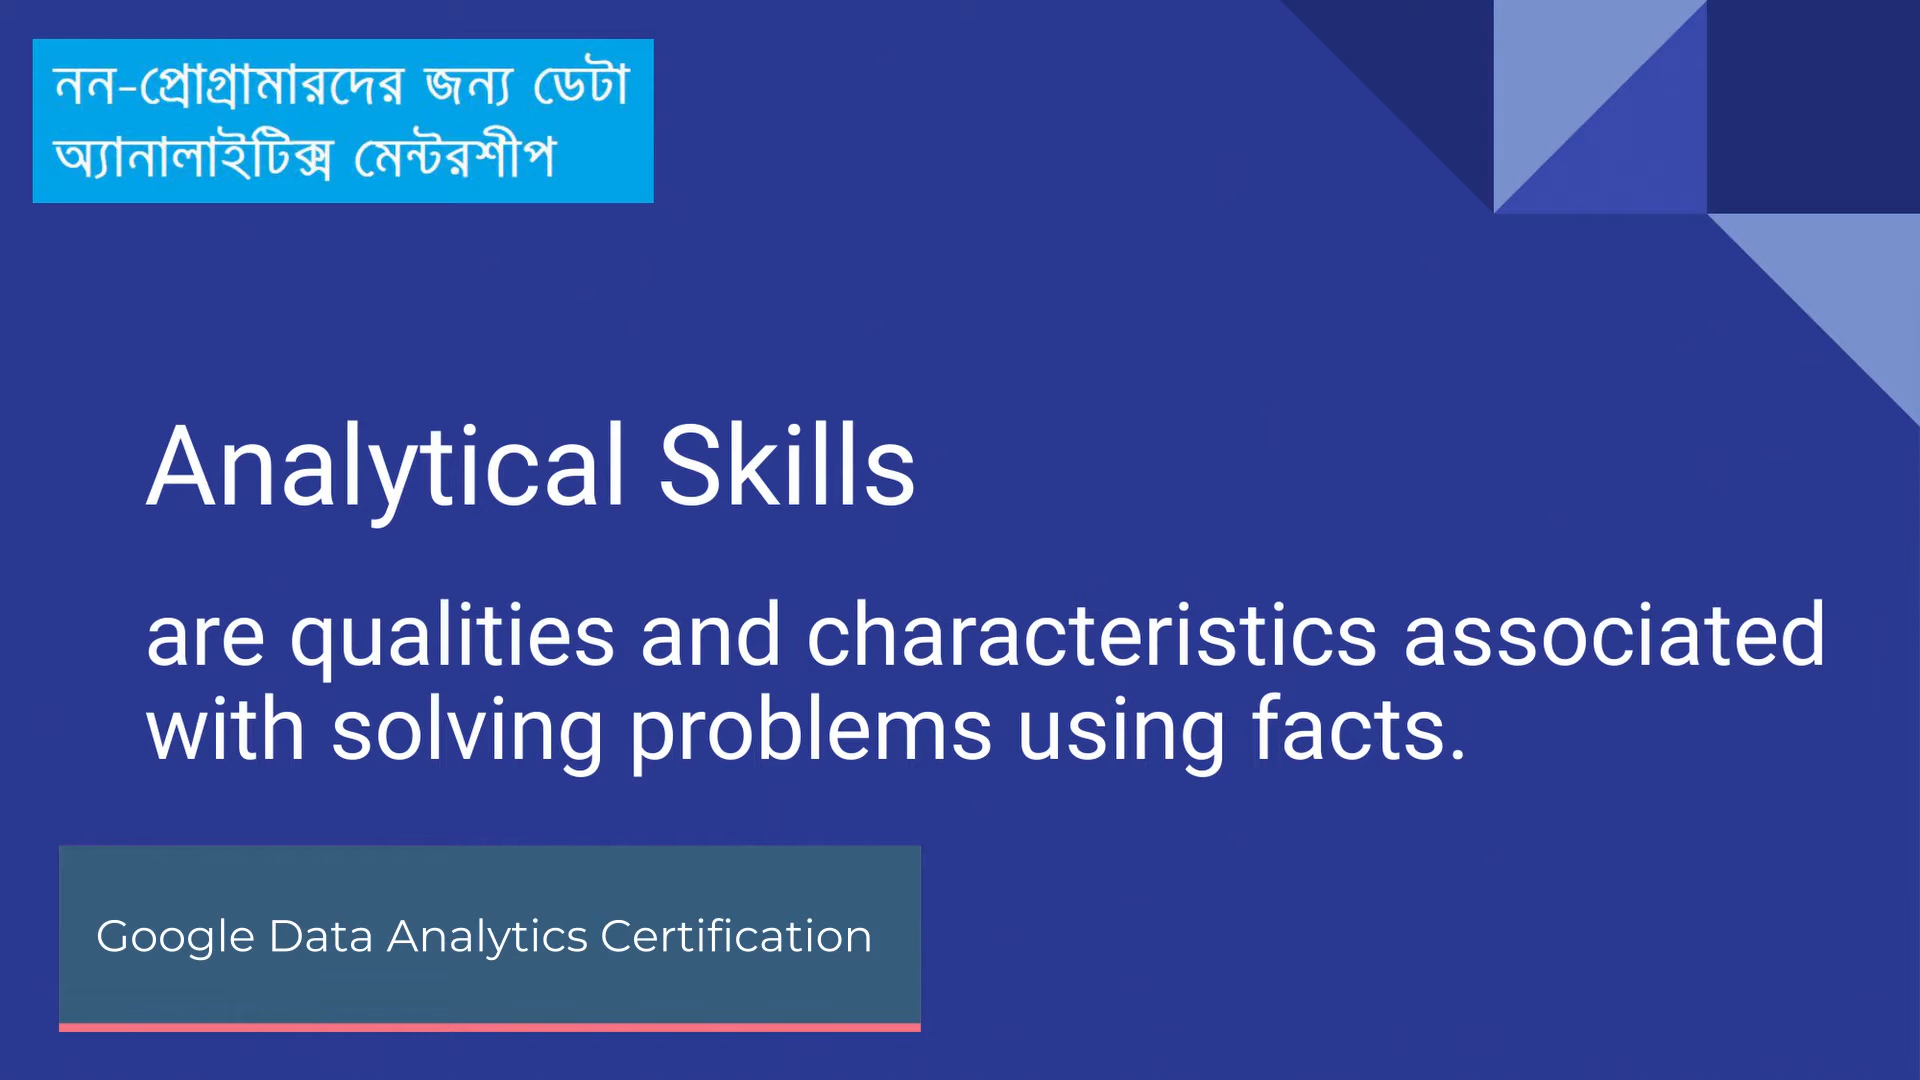 নন-প্রোগ্রামারদের জন্য ডেটা
অ্যানালাইটিক্স মেন্টরশীপ
Analytical Skills
are qualities and characteristics associated
with solving problems using facts.
Google Data Analytics Certification